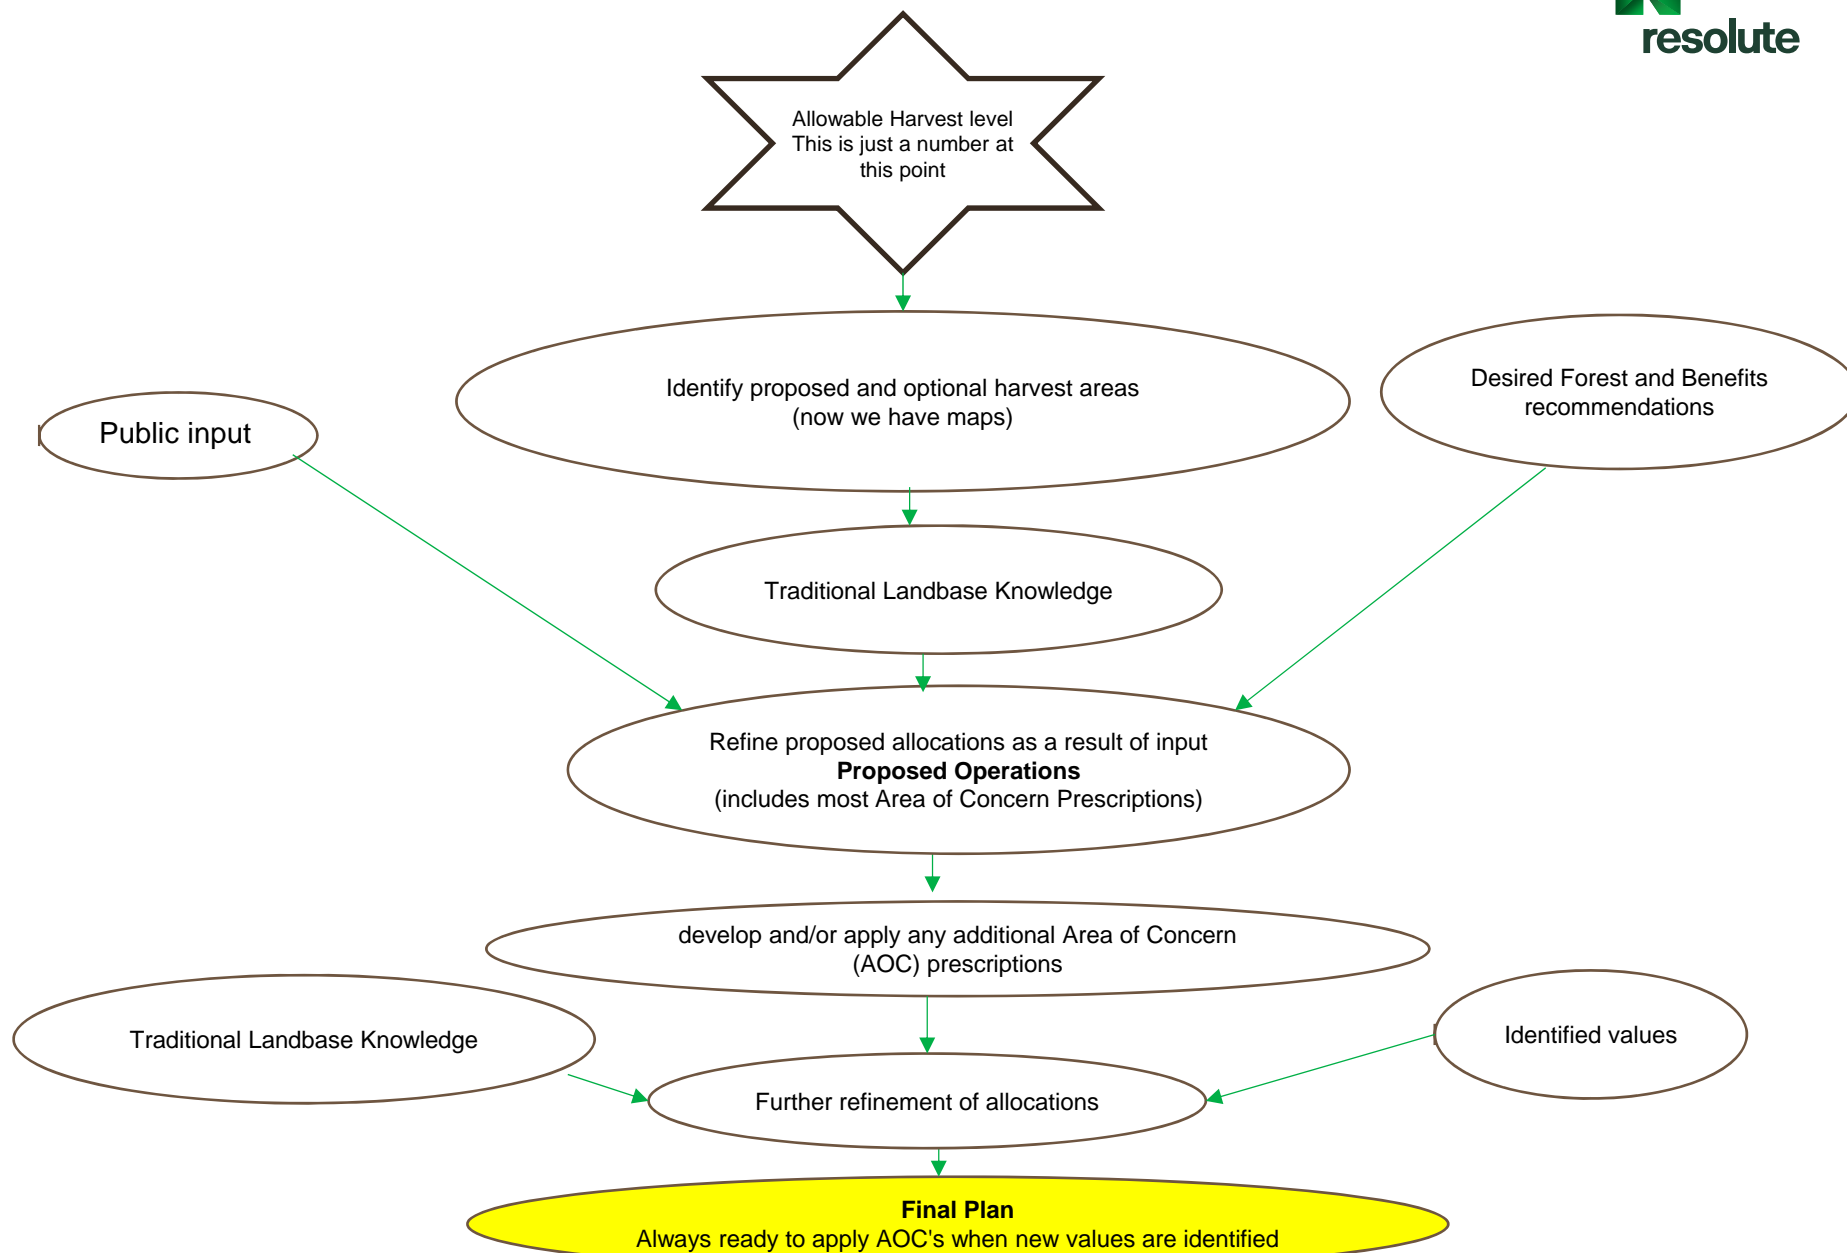 resolute
Allowable Harvest level
This is just a number at
this point
Identify proposed and optional harvest areas
(now we have maps)
Desired Forest and Benefits
recommendations
Public input
Traditional Landbase Knowledge
Refine proposed allocations as a result of input
Proposed Operations
(includes most Area of Concern Prescriptions)
develop and/or apply any additional Area of Concern
(AOC) prescriptions
Traditional Landbase Knowledge
Identified values
Further refinement of allocations
Final Plan
Always ready to apply AOC's when new values are identified